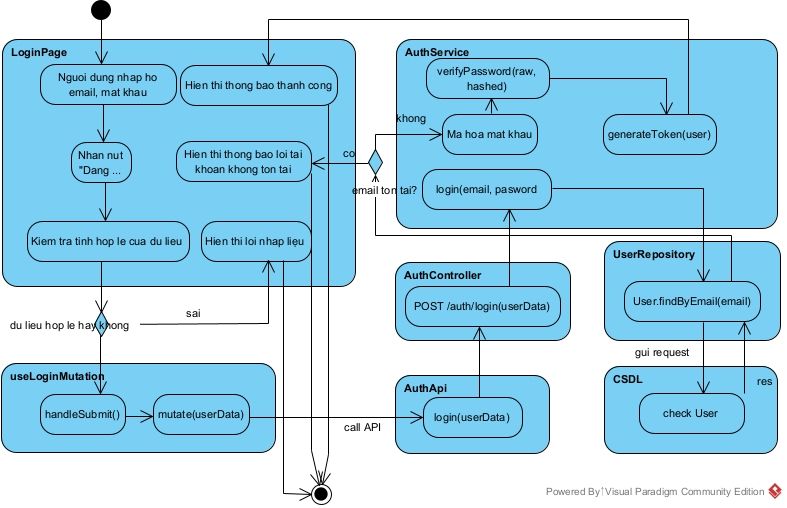 LoginPage
Nguoi dung nhap ho
email, mat khau
Hien thi thong bao thanh cong
Nhan nut
"Dang ...
Hien thi thong bao loi tai
khoan khong ton tai
Kiem tra tinh hop le cua du lieu
Hien thi loi nhap liệu
du lieu hop le hay khong
sai
useLoginMutation
handleSubmit()
mutate(userData)
call API
AuthService
verifyPassword(raw,
hashed)
khong
Ma hoa mat khau
generateToken(user)
co
email ton tai?
login(email, pasword
AuthController
POST /auth/login(userData)
AuthApi
login(userData)
UserRepository
User.findByEmail(email)
gui request
res
CSDL
check User
Powered By Visual Paradigm Community Edition